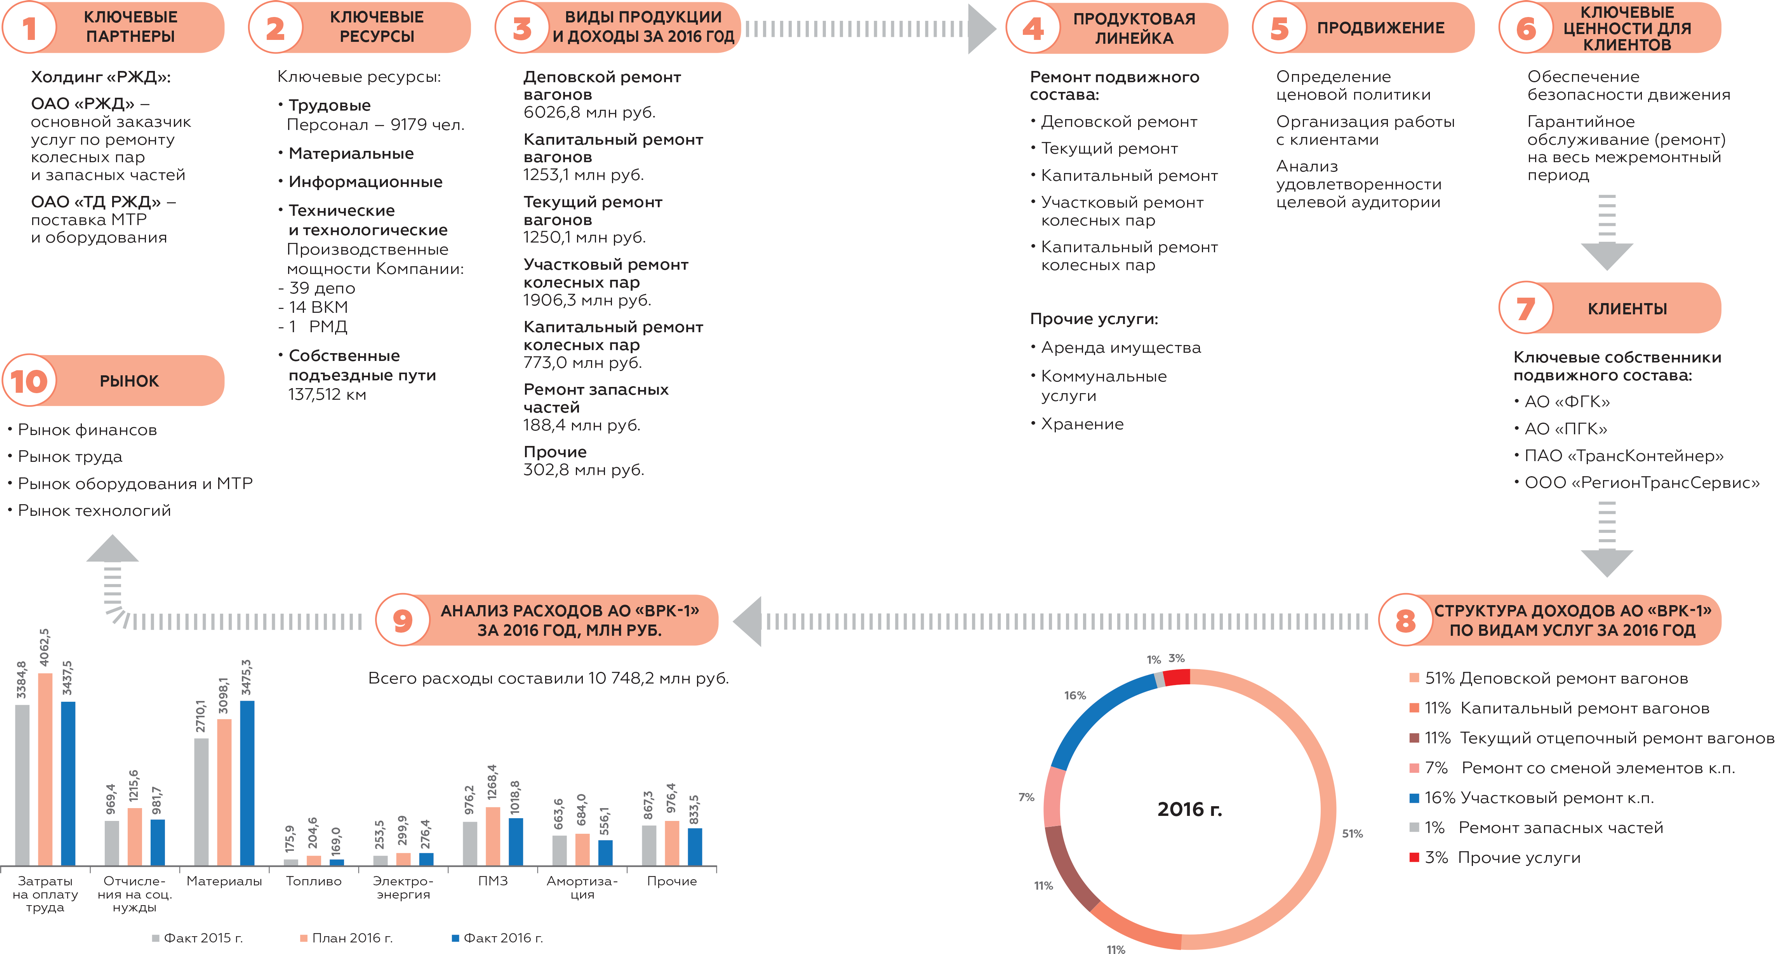 1
КЛЮЧЕВЫЕ
ПАРТНЕРЫ
Холдинг «РЖД»:
ОАО «РЖД» –
основной заказчик
услуг по ремонту
колесных пар
и запасных частей
ОАО «ТД РЖД» –
поставка МТР
и оборудования
2
КЛЮЧЕВЫЕ
РЕСУРСЫ
Ключевые ресурсы:
• Трудовые
Персонал – 9179 чел.
• Материальные
• Информационные
• Технические
и технологические
Производственные
мощности Компании:
- 39 депо
- 14 ВКМ
- 1 РМД
• Собственные
подъездные пути
137,512 км
3
ВИДЫ ПРОДУКЦИИ
И ДОХОДЫ ЗА 2016 ГОД
Деповской ремонт
вагонов
6026,8 млн руб.
Капитальный ремонт
вагонов
1253,1 млн руб.
Текущий ремонт
вагонов
1250,1 млн руб.
Участковый ремонт
колесных пар
1906,3 млн руб.
Капитальный ремонт
колесных пар
773,0 млн руб.
Ремонт запасных
частей
188,4 млн руб.
Прочие
302,8 млн руб.
4
ПРОДУКТОВАЯ
ЛИНЕЙКА
Ремонт подвижного
состава:
• Деповской ремонт
• Текущий ремонт
• Капитальный ремонт
• Участковый ремонт
колесных пар
• Капитальный ремонт
колесных пар
Прочие услуги:
• Аренда имущества
• Коммунальные
услуги
• Хранение
5
ПРОДВИЖЕНИЕ
Определение
ценовой политики
Организация работы
с клиентами
Анализ
удовлетворенности
целевой аудитории
6
КЛЮЧЕВЫЕ
ЦЕННОСТИ ДЛЯ
КЛИЕНТОВ
Обеспечение
безопасности движения
Гарантийное
обслуживание (ремонт)
на весь межремонтный
период
7
КЛИЕНТЫ
Ключевые собственники
подвижного состава:
• АО «ФГК»
• АО «ПГК»
• ПАО «ТрансКонтейнер»
• ООО «РегионТрансСервис»
8
СТРУКТУРА ДОХОДОВ АО «ВРК-1»
ПО ВИДАМ УСЛУГ ЗА 2016 ГОД
51% Деповской ремонт вагонов
11% Капитальный ремонт вагонов
11% Текущий отцепочный ремонт вагонов
7% Ремонт со сменой элементов к.п.
16% Участковый ремонт к.п.
1% Ремонт запасных частей
3% Прочие услуги
2016 г.
1%
3%
16%
7%
11%
11%
51%
9
АНАЛИЗ РАСХОДОВ АО «ВРК-1»
ЗА 2016 ГОД, МЛН РУБ.
Всего расходы составили 10 748,2 млн руб.
3384,8
4062,5
3437,5
969,4
1215,6
981,7
2710,1
3098,1
3475,3
175,9
204,6
169,0
253,5
299,9
276,4
976,2
1268,4
1018,8
663,6
684,0
556,1
867,3
976,4
833,5
Затраты
на оплату
труда
Отчисле-
ния на соц.
нужды
Материалы
Топливо
Электро-
энергия
ПМЗ
Амортиза-
ция
Прочие
Факт 2015 г.
План 2016 г.
Факт 2016 г.
10
РЫНОК
• Рынок финансов
• Рынок труда
• Рынок оборудования и МТР
• Рынок технологий